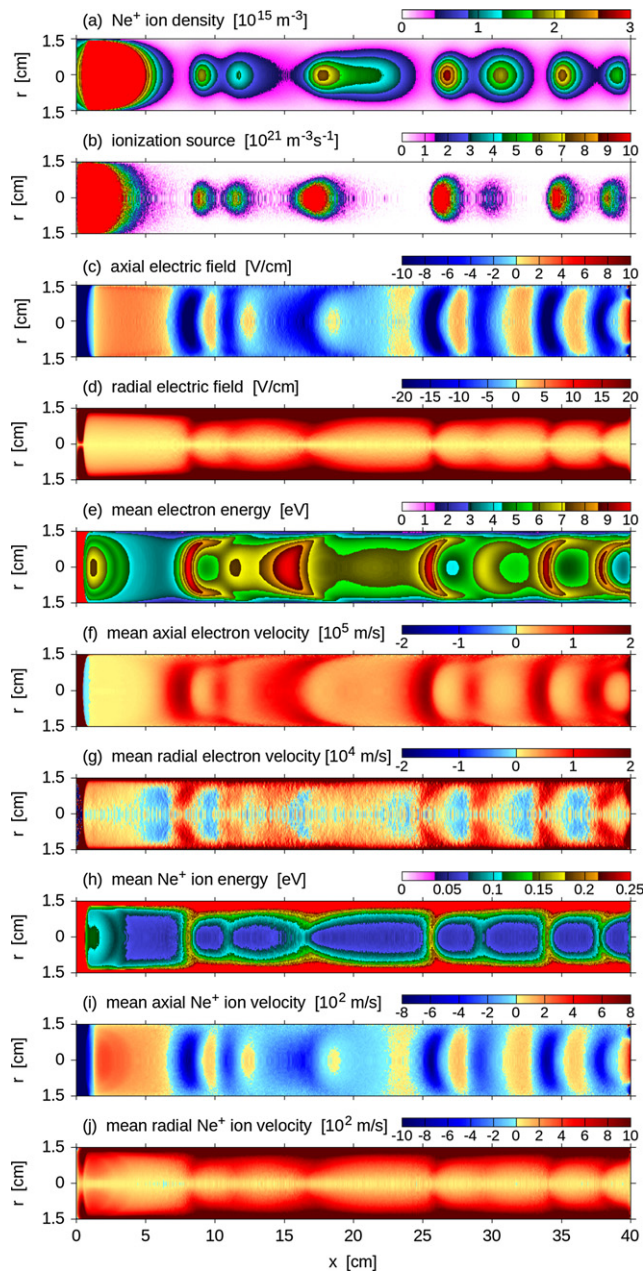 (a) Ne⁺ ion density [10¹⁵ m⁻³]
0 1 2 3
1.5
0
1.5
r [cm]
(b) ionization source [10²¹ m⁻³s⁻¹]
0 1 2 3 4 5 6 7 8 9 10
1.5
0
1.5
r [cm]
(c) axial electric field [V/cm]
-10 -8 -6 -4 -2 0 2 4 6 8 10
1.5
0
1.5
r [cm]
(d) radial electric field [V/cm]
-20 -15 -10 -5 0 5 10 15 20
1.5
0
1.5
r [cm]
(e) mean electron energy [eV]
0 1 2 3 4 5 6 7 8 9 10
1.5
0
1.5
r [cm]
(f) mean axial electron velocity [10⁵ m/s]
-2 -1 0 1 2
1.5
0
1.5
r [cm]
(g) mean radial electron velocity [10⁴ m/s]
-2 -1 0 1 2
1.5
0
1.5
r [cm]
(h) mean Ne⁺ ion energy [eV]
0 0.05 0.1 0.15 0.2 0.25
1.5
0
1.5
r [cm]
(i) mean axial Ne⁺ ion velocity [10² m/s]
-8 -6 -4 -2 0 2 4 6 8
1.5
0
1.5
r [cm]
(j) mean radial Ne⁺ ion velocity [10² m/s]
-10 -8 -6 -4 -2 0 2 4 6 8 10
1.5
0
1.5
r [cm]
0 5 10 15 20 25 30 35 40
x [cm]